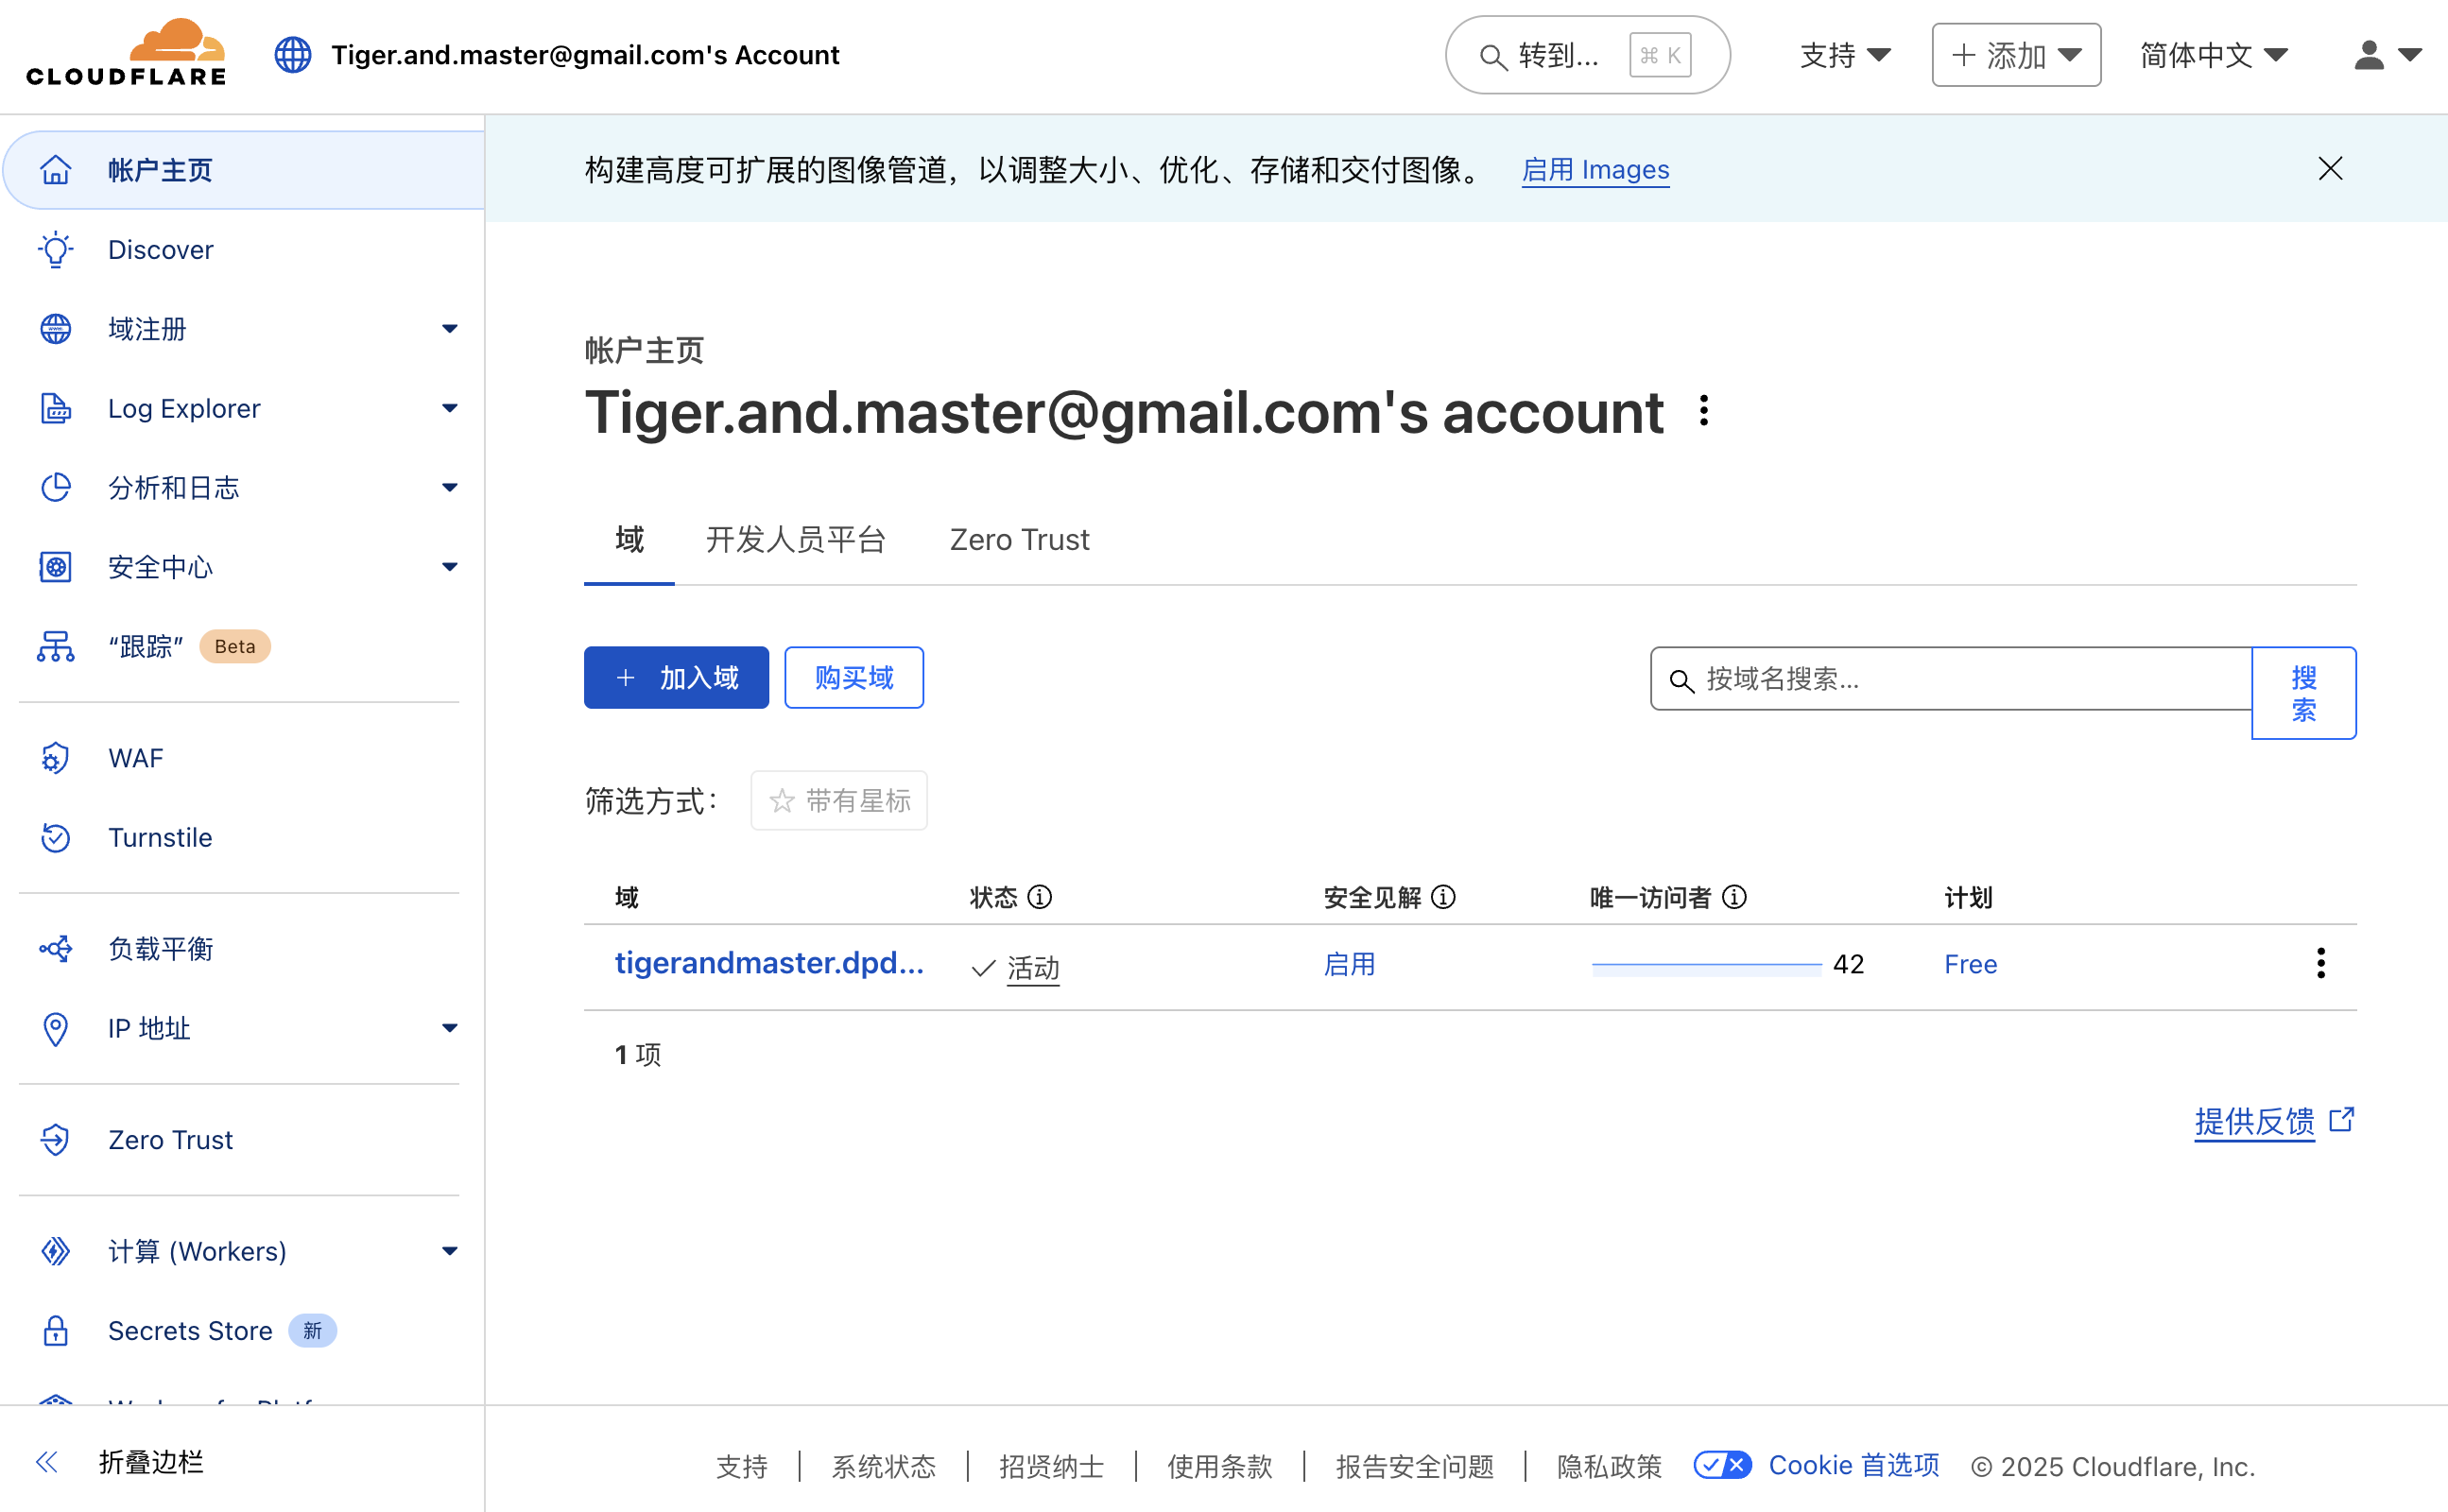 CLOUDFLARE
Tiger.and.master@gmail.com's Account
转到...
⌘ K
支持
添加
简体中文
帐户主页
Discover
域注册
Log Explorer
分析和日志
安全中心
“跟踪” Beta
WAF
Turnstile
负载平衡
IP 地址
Zero Trust
计算 (Workers)
Secrets Store 新
折叠边栏
构建高度可扩展的图像管道，以调整大小、优化、存储和交付图像。 启用 Images
帐户主页
Tiger.and.master@gmail.com's account
域 开发人员平台 Zero Trust
+ 加入域 购买域
按域名搜索...
搜
索
筛选方式： 带有星标
域 状态 安全见解 唯一访问者 计划
tigerandmaster.dpd... 活动 启用 42 Free
1 项
提供反馈
支持 | 系统状态 | 招贤纳士 | 使用条款 | 报告安全问题 | 隐私政策 Cookie 首选项 © 2025 Cloudflare, Inc.